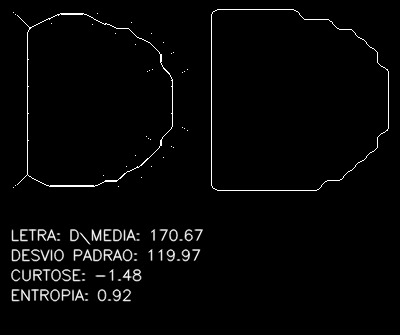 LETRA: D\MEDIA: 170.67
DESVIO PADRAO: 119.97
CURTOSE: -1.48
ENTROPIA: 0.92